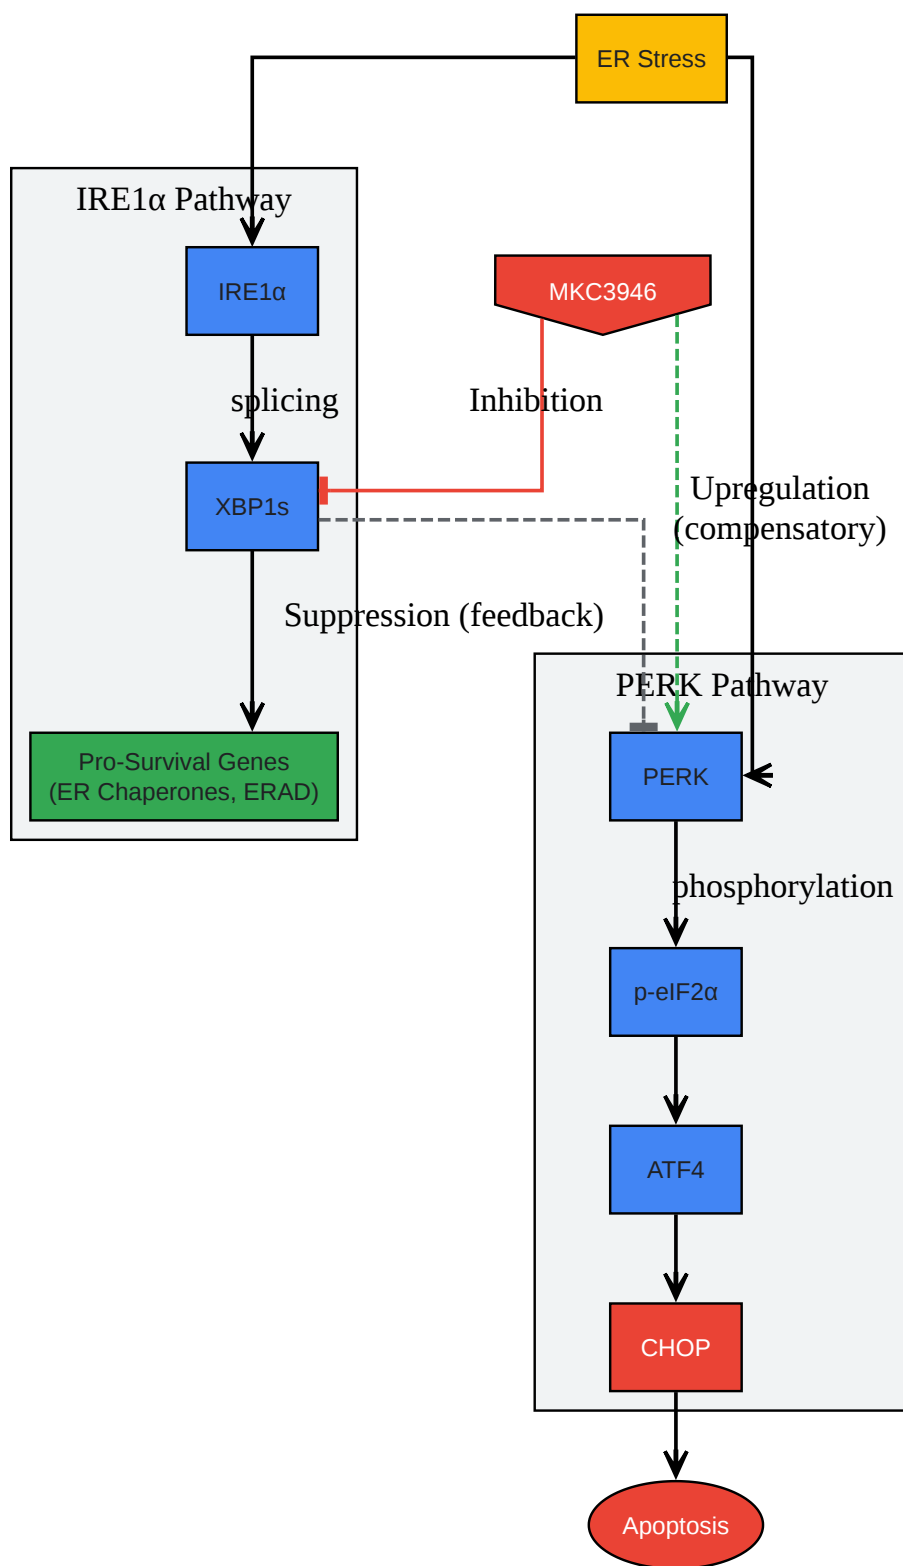 ER Stress
IRE1α Pathway
IRE1α
MKC3946
splicing
Inhibition
Upregulation
(compensatory)
XBP1s
Suppression (feedback)
PERK Pathway
Pro-Survival Genes
(ER Chaperones, ERAD)
PERK
phosphorylation
p-eIF2α
ATF4
CHOP
Apoptosis